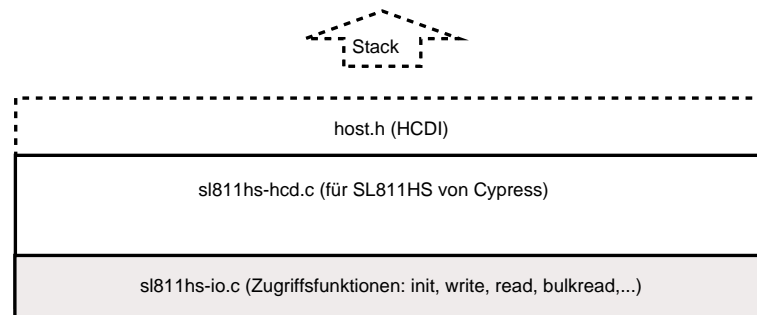 Stack
host.h (HCDI)
sl811hs-hcd.c (für SL811HS von Cypress)
sl811hs-io.c (Zugriffsfunktionen: init, write, read, bulkread,...)